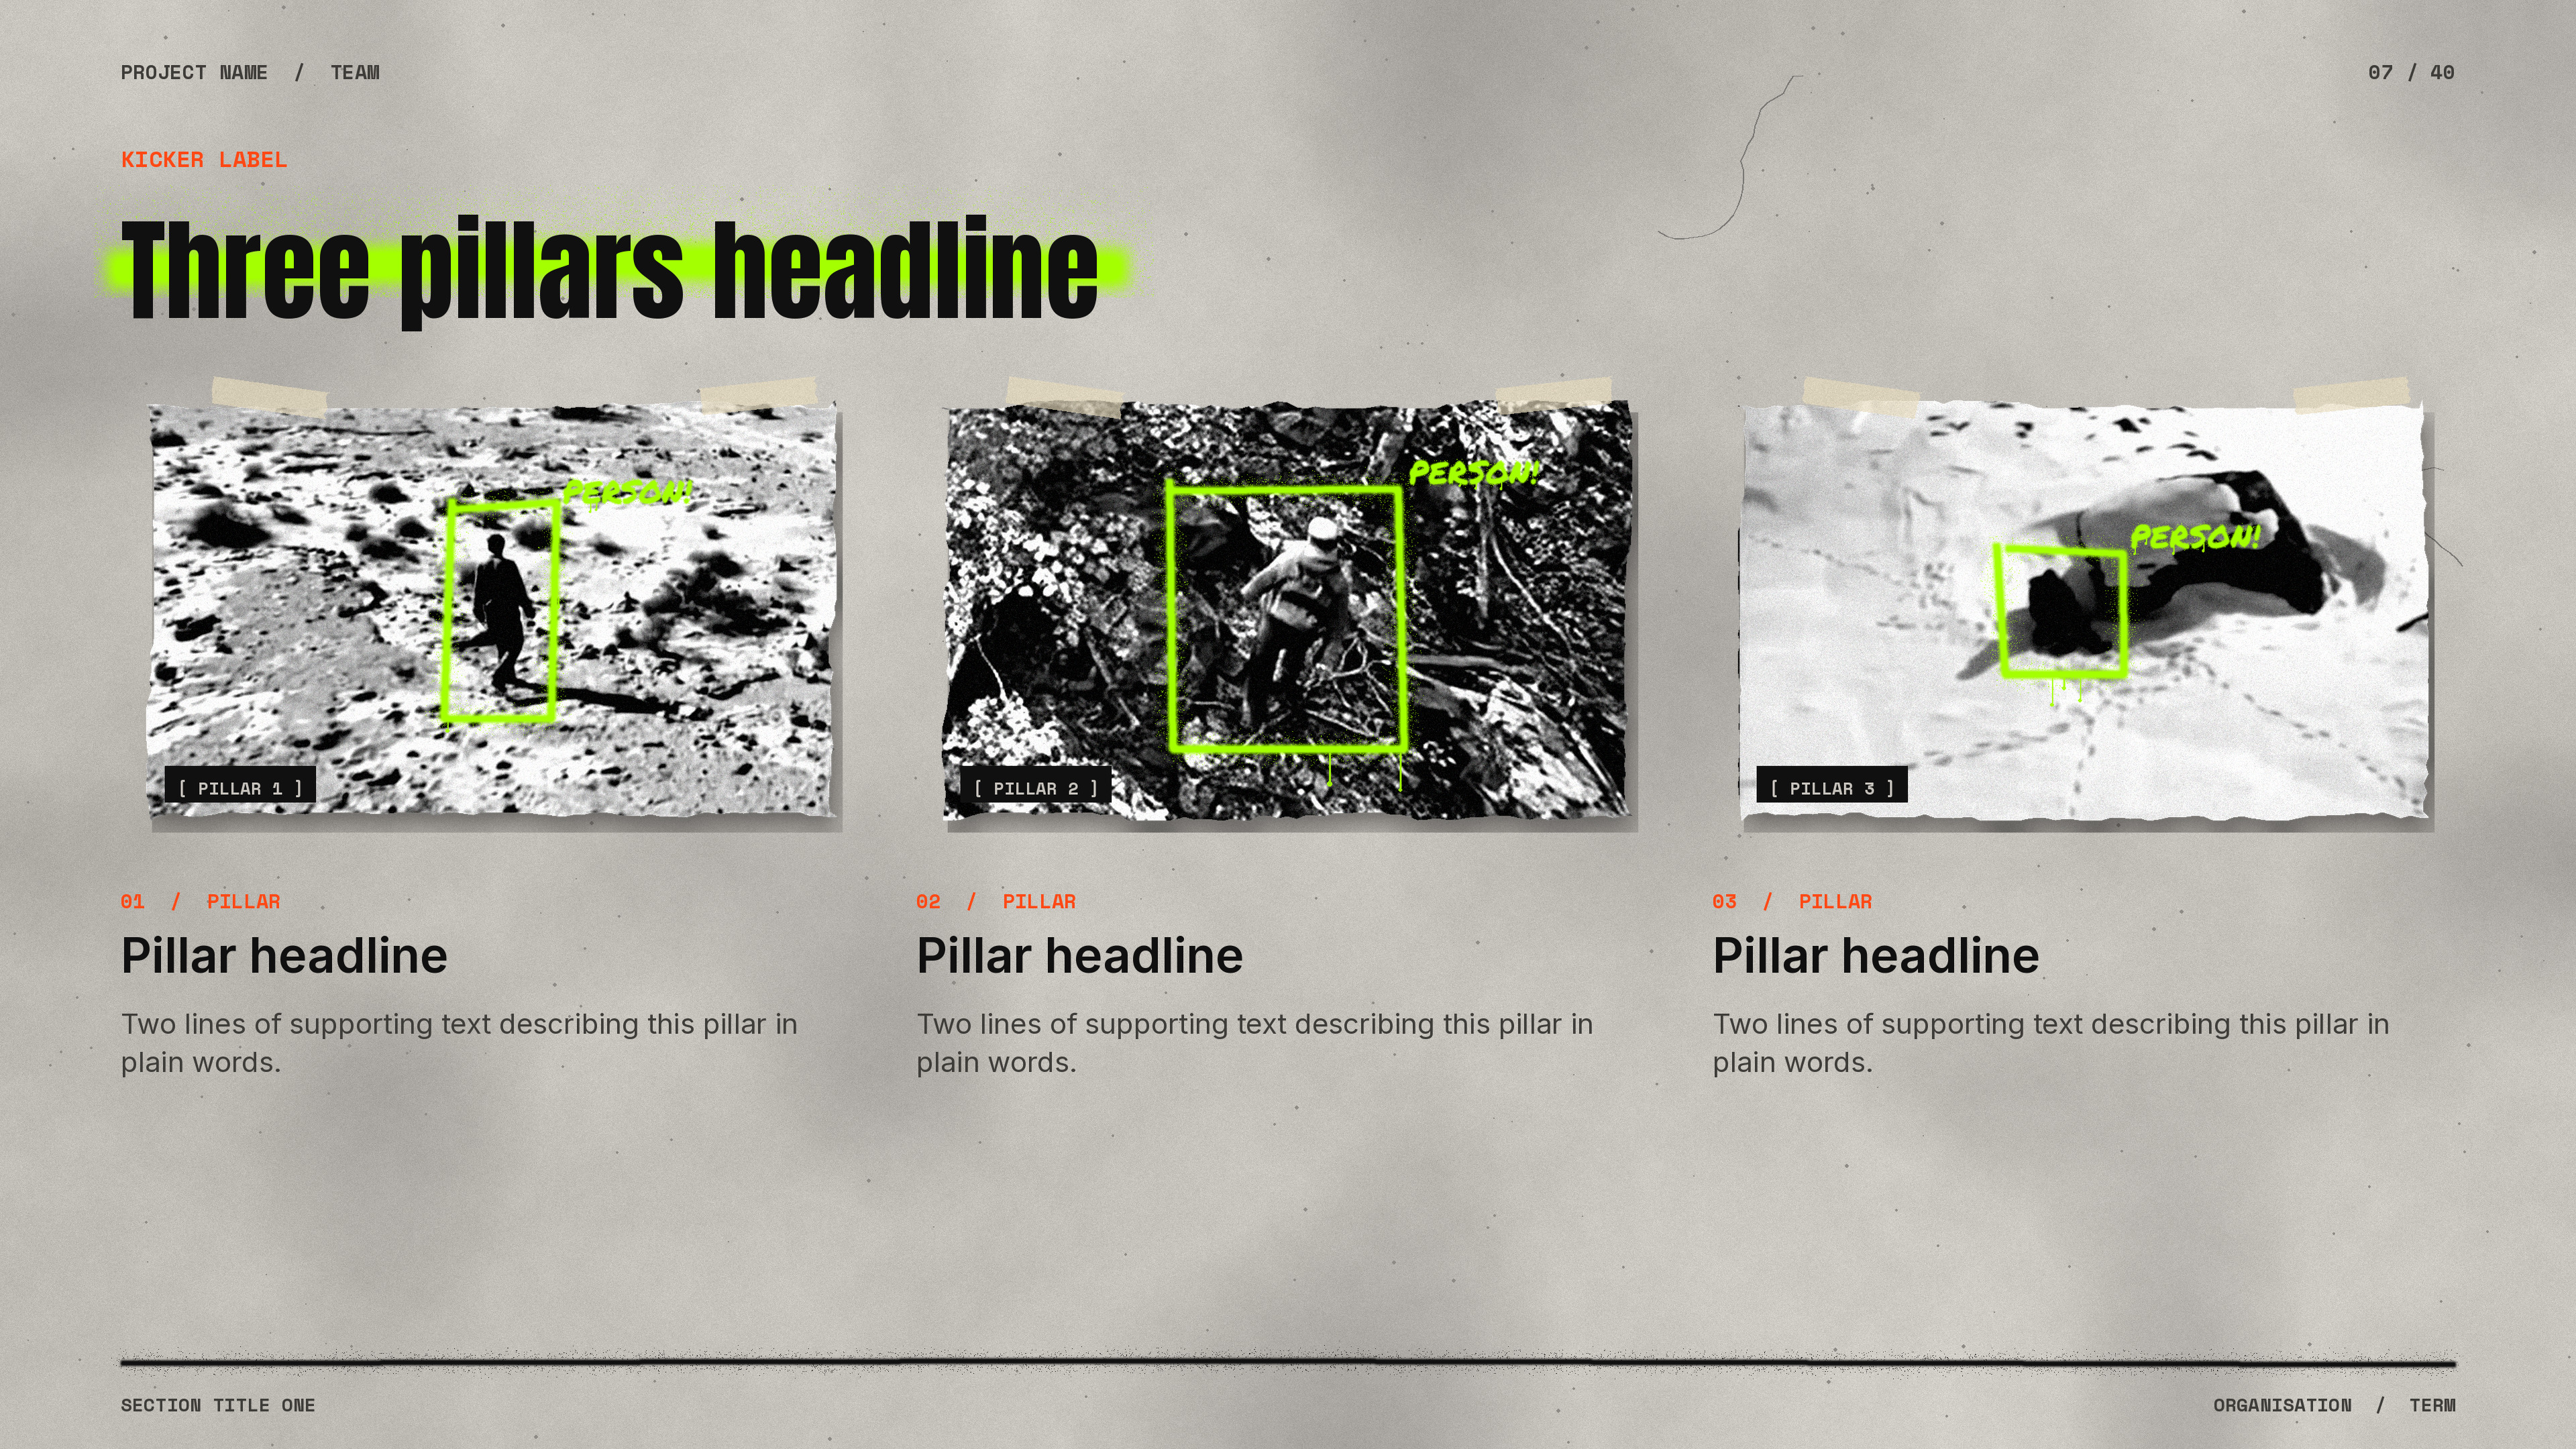 PROJECT NAME / TEAM
07 / 40
KICKER LABEL
Three pillars headline
PERSON!
PERSON!
PERSON!
[ PILLAR 1 ]
[ PILLAR 2 ]
[ PILLAR 3 ]
01 / PILLAR
Pillar headline
Two lines of supporting text describing this pillar in
plain words.
02 / PILLAR
Pillar headline
Two lines of supporting text describing this pillar in
plain words.
03 / PILLAR
Pillar headline
Two lines of supporting text describing this pillar in
plain words.
SECTION TITLE ONE
ORGANISATION / TERM